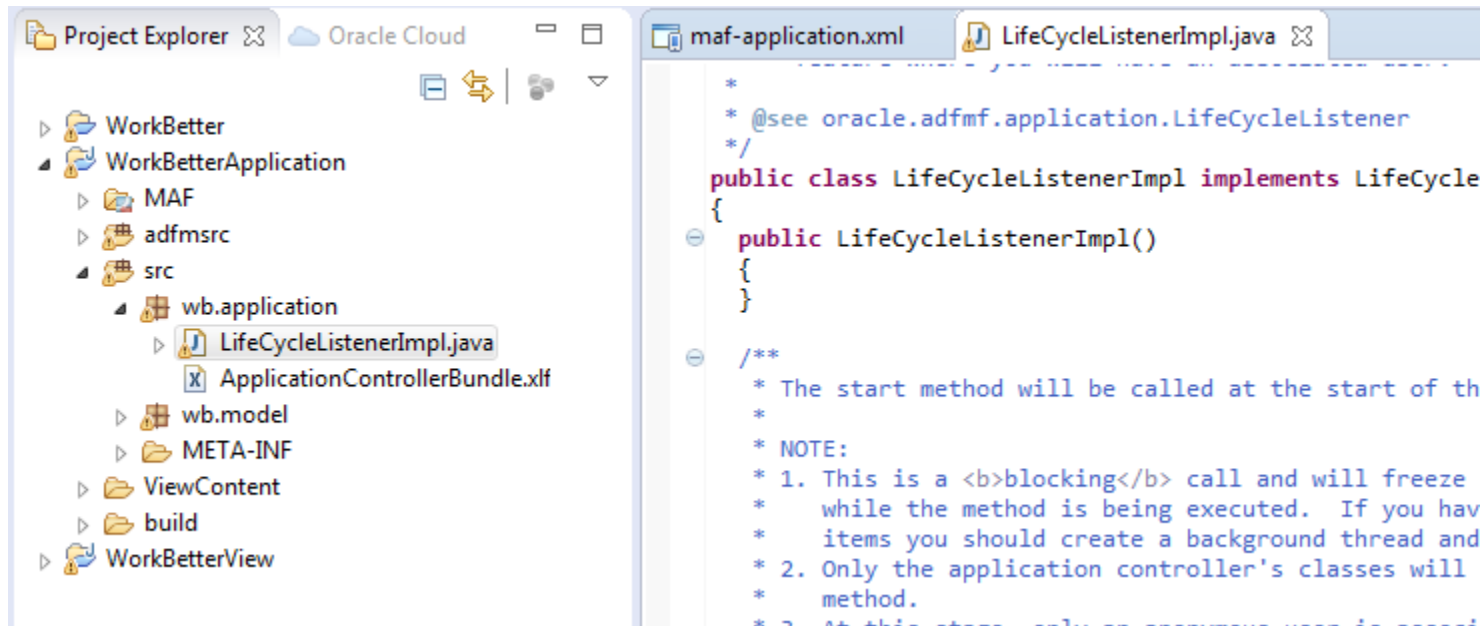 Project Explorer
Oracle Cloud
WorkBetter
WorkBetterApplication
MAF
adfmsrc
src
wb.application
LifeCycleListenerImpl.java
ApplicationControllerBundle.xlf
wb.model
META-INF
ViewContent
build
WorkBetterView
maf-application.xml
LifeCycleListenerImpl.java
*
* @see oracle.adfmf.application.LifeCycleListener
*/
public class LifeCycleListenerImpl implements LifeCycle
{
public LifeCycleListenerImpl()
{
}
/**
* The start method will be called at the start of th
*
* NOTE:
* 1. This is a <b>blocking</b> call and will freeze
* while the method is being executed. If you hav
* items you should create a background thread and
* 2. Only the application controller's classes will
* method.